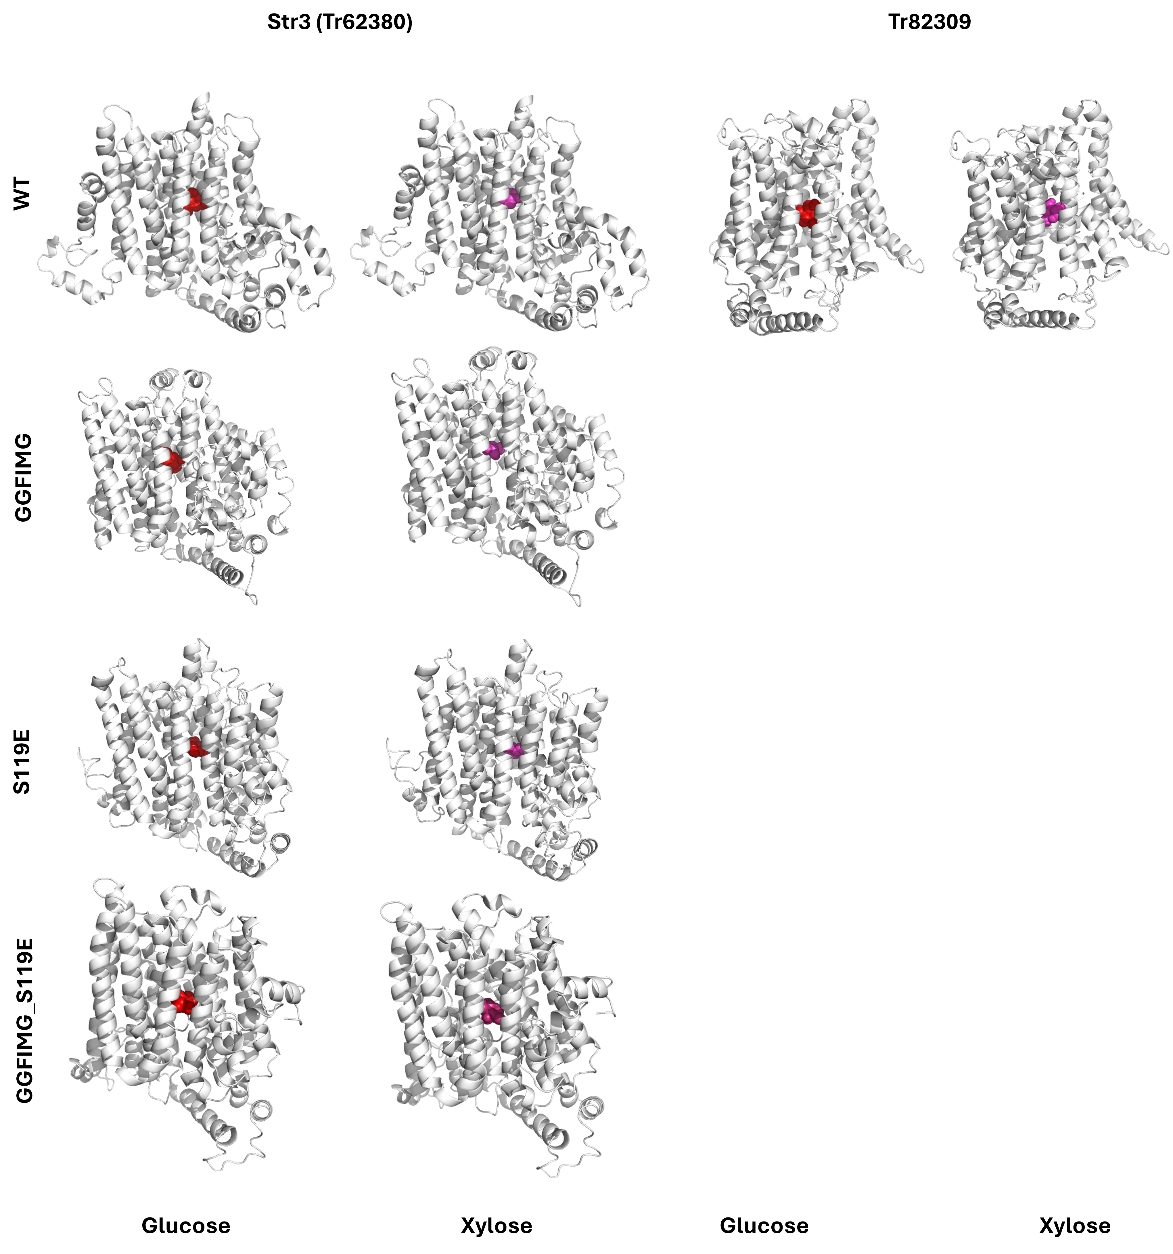 Str3 (Tr62380) Tr82309
WT
GGFIMG
S119E
GGFIMG_S119E
Glucose Xylose Glucose Xylose